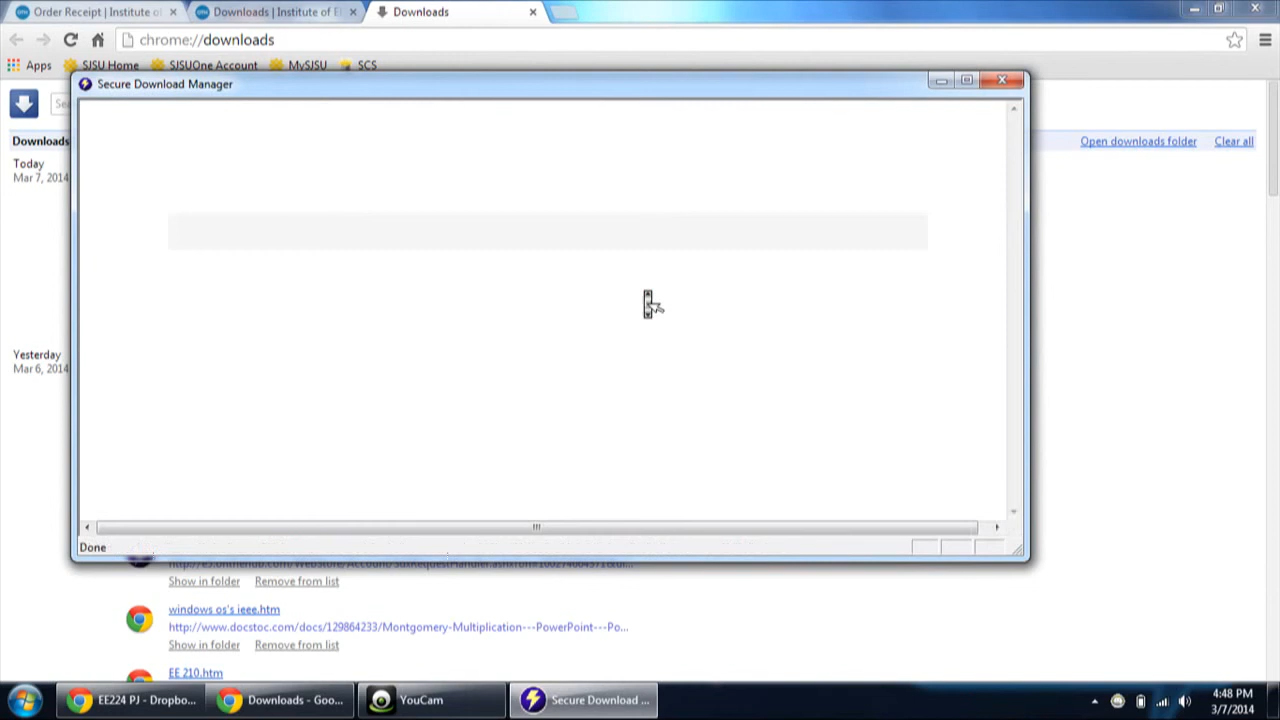 Order Receipt | Institute of
Downloads | Institute of E
Downloads
chrome://downloads
Apps
SJSU Home
SJSUOne Account
MySJSU
SCS
Secure Download Manager
Downloads
Open downloads folder
Clear all
Today
Mar 7, 2014
Yesterday
Mar 6, 2014
Done
Show in folder
Remove from list
windows os's ieee.htm
http://www.docstoc.com/docs/129864233/Montgomery-Multiplication---PowerPoint---Po...
Show in folder
Remove from list
EE 210.htm
EE224 PJ - Dropbo...
Downloads - Goo...
YouCam
Secure Download ...
4:48 PM
3/7/2014